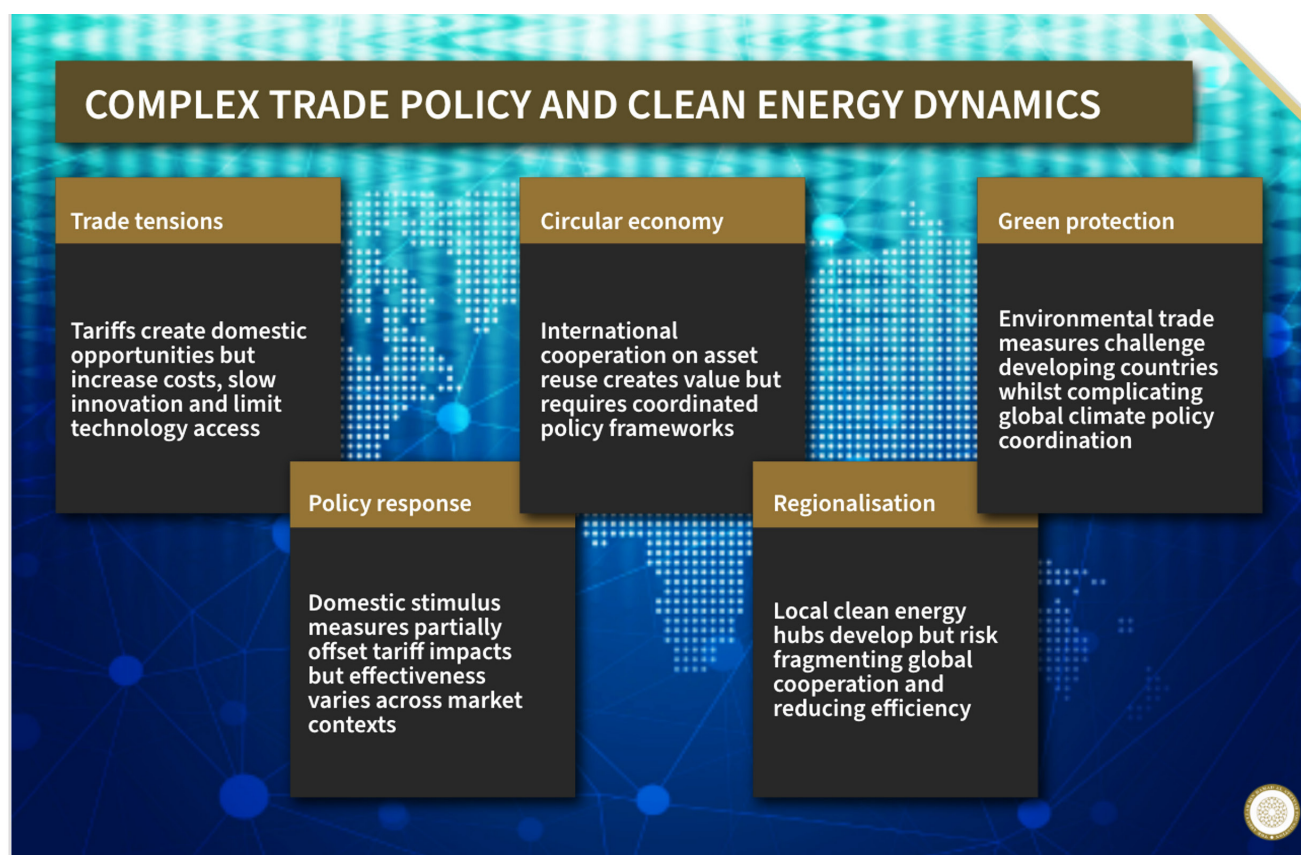 COMPLEX TRADE POLICY AND CLEAN ENERGY DYNAMICS
Trade tensions
Tariffs create domestic
opportunities but
increase costs, slow
innovation and limit
technology access
Policy response
Domestic stimulus
measures partially
offset tariff impacts
but effectiveness
varies across market
contexts
Circular economy
International
cooperation on asset
reuse creates value but
requires coordinated
policy frameworks
Regionalisation
Local clean energy
hubs develop but risk
fragmenting global
cooperation and
reducing efficiency
Green protection
Environmental trade
measures challenge
developing countries
whilst complicating
global climate policy
coordination